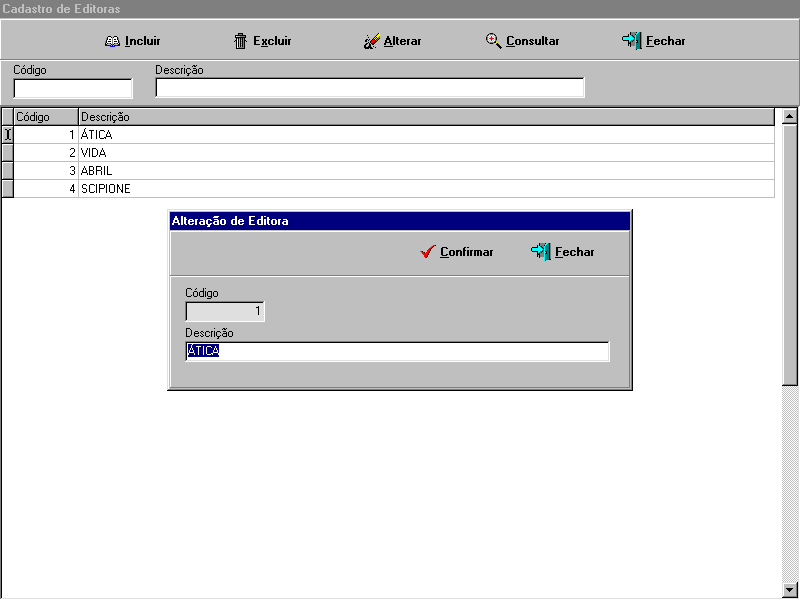 Cadastro de Editoras
Incluir Excluir Alterar Consultar Fechar
Código Descrição
Código Descrição
1 ÁTICA
2 VIDA
3 ABRIL
4 SCIPIONE
Alteração de Editora
Confirmar Fechar
Código
1
Descrição
ÁTICA